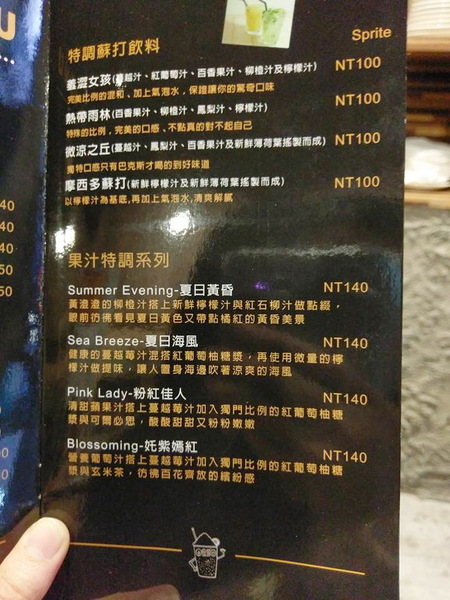 Sprite
特調蘇打飲料
羞澀女孩(蔓越汁、紅葡萄汁、百香果汁、柳橙汁及檸檬汁) NT100
完美比例的混和、加上氣泡水,保證讓你的驚奇口味
熱帶雨林(百香果汁、柳橙汁、鳳梨汁、檸檬汁) NT100
特殊的比例,完美的口感、不點真的對不起自己
微涼之丘(蔓越汁、鳳梨汁、百香果汁及新鮮薄荷葉搖製而成) NT100
獨特口感只有巴克斯才喝的到好味道
摩西多蘇打(新鮮檸檬汁及新鮮薄荷葉搖製而成) NT100
以檸檬汁為基底,再加上氣泡水,清爽解膩
果汁特調系列
Summer Evening-夏日黃昏 NT140
黃澄澄的柳橙汁搭上新鮮檸檬汁與紅石柳汁做點綴,
眼前彷彿看見夏日黃色又帶點橘紅的黃昏美景
Sea Breeze-夏日海風 NT140
健康的蔓越莓汁混搭紅葡萄柚糖漿,再使用微量的檸
檬汁做提味,讓人置身海邊吹著涼爽的海風
Pink Lady-粉紅佳人 NT140
清甜蘋果汁搭上蔓越莓汁加入獨門比例的紅葡萄柚糖
漿與可爾必思,酸酸甜甜又粉粉嫩嫩
Blossoming-奼紫嫣紅 NT140
營養葡萄汁搭上蔓越莓汁加入獨門比例的紅葡萄柚糖
漿與玄米茶,彷彿百花齊放的繽紛感